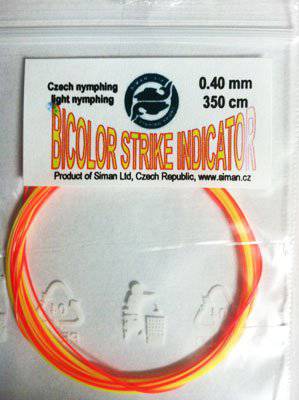 Czech nymphing
light nymphing
0.40 mm
350 cm
BICOLOR STRIKE INDICATOR
Product of Siman Ltd, Czech Republic, www.siman.cz